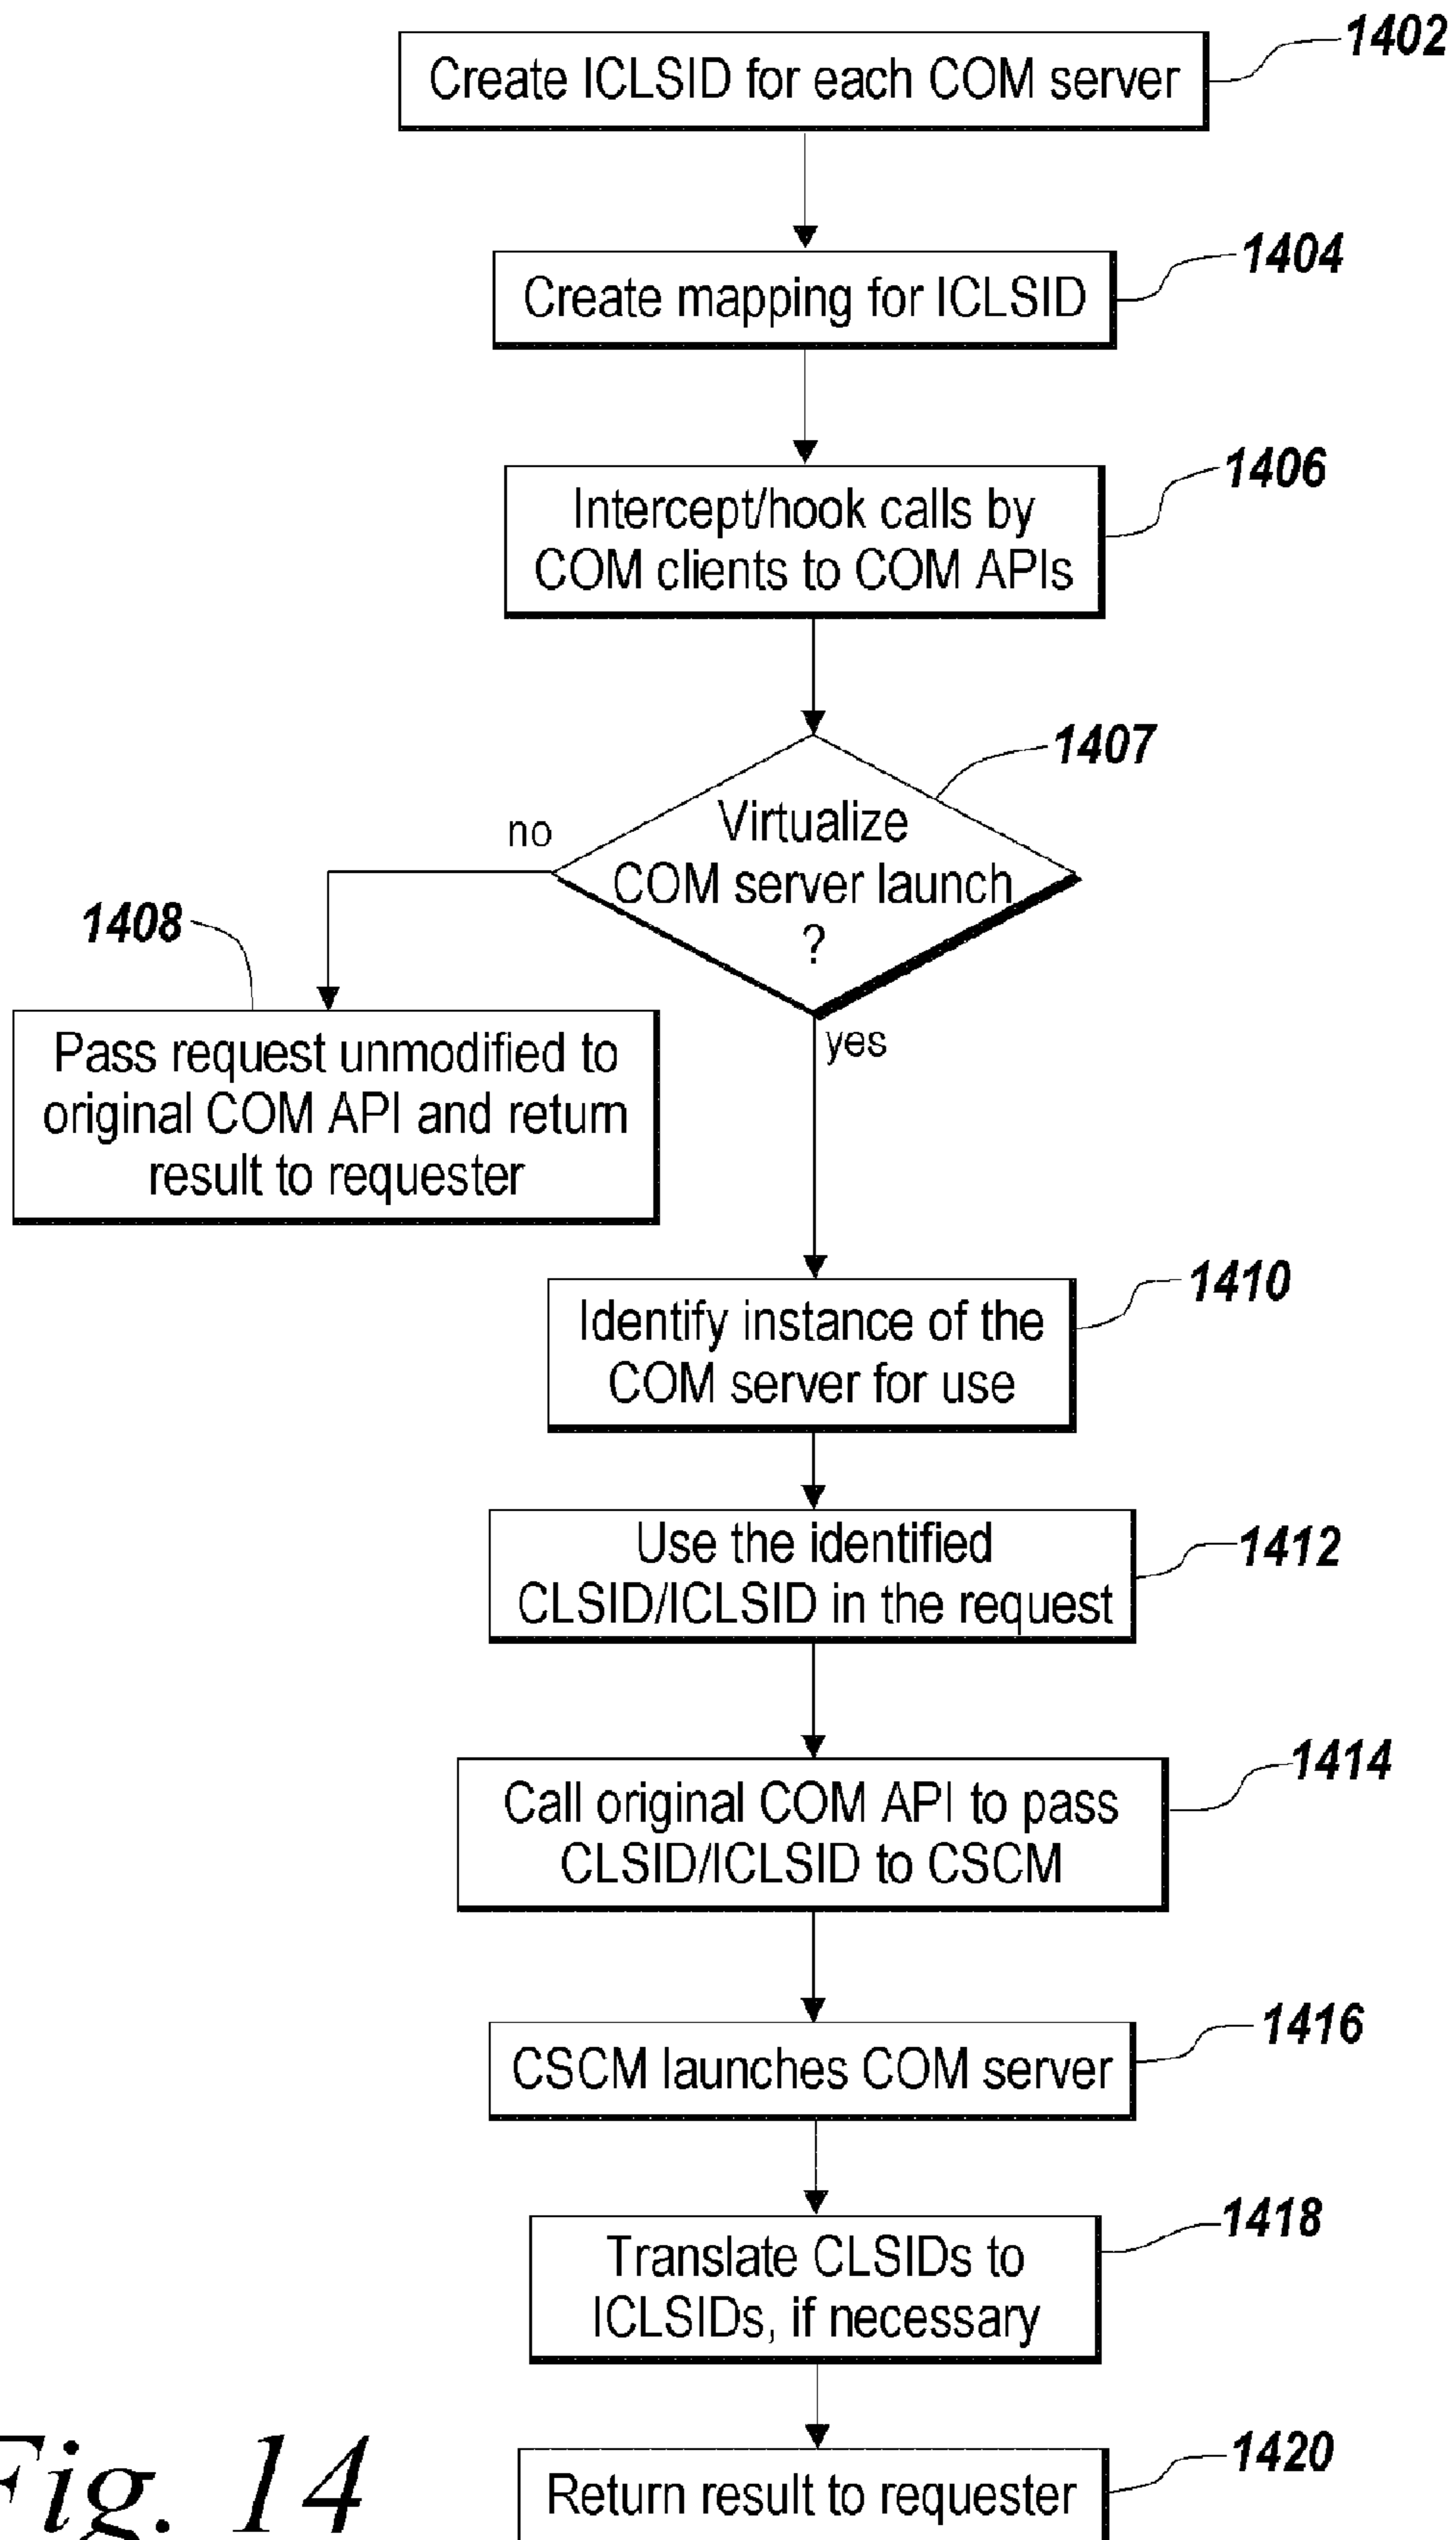 1402
Create ICLSID for each COM server
1404
Create mapping for ICLSID
1406
Intercept/hook calls by
COM clients to COM APIs
1407
Virtualize
COM server launch
?
no
yes
1408
Pass request unmodified to
original COM API and return
result to requester
1410
Identify instance of the
COM server for use
1412
Use the identified
CLSID/ICLSID in the request
1414
Call original COM API to pass
CLSID/ICLSID to CSCM
1416
CSCM launches COM server
1418
Translate CLSIDs to
ICLSIDs, if necessary
1420
Return result to requester
Fig. 14